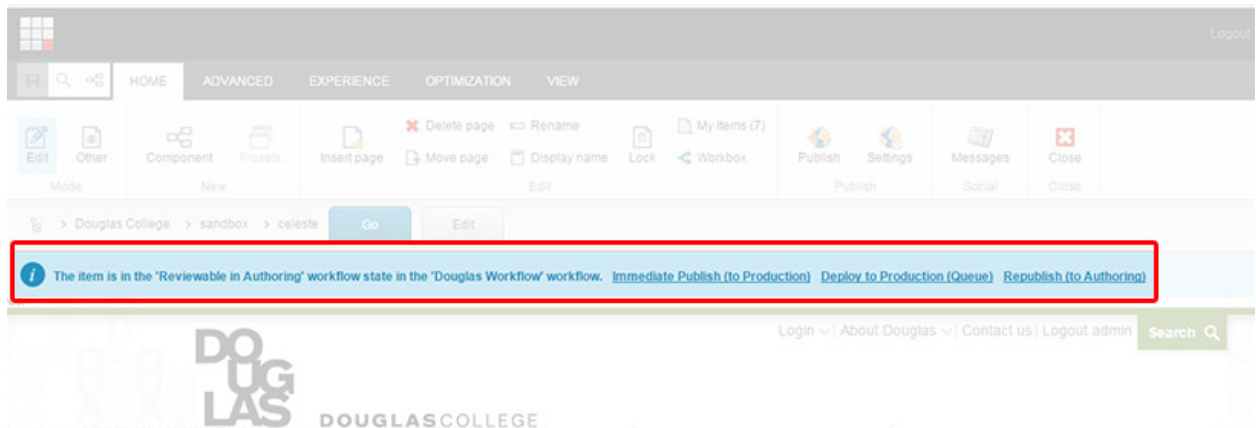 Logout
HOME ADVANCED EXPERIENCE OPTIMIZATION VIEW
Delete page Rename My Items (7)
Edit Other Component Presets Insert page Move page Display name Lock Workbox Publish Settings Messages Close
Mode New Edit Publish Social Close
> Douglas College > sandbox > celeste Go Edit
i The item is in the 'Reviewable in Authoring' workflow state in the 'Douglas Workflow' workflow. Immediate Publish (to Production) Deploy to Production (Queue) Republish (to Authoring)
Login | About Douglas | Contact us | Logout admin Search
DO
UG
LAS
DOUGLASCOLLEGE